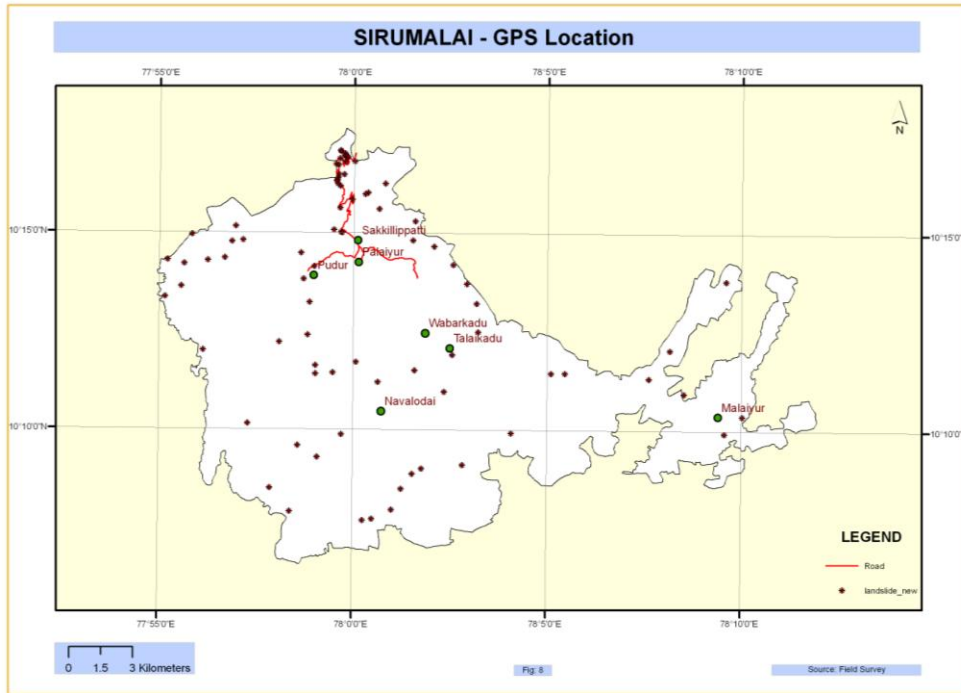 SIRUMALAI - GPS Location
77°55'0"E 78°0'0"E 78°5'0"E 78°10'0"E
N
10°15'0"N 10°15'0"N
Sakkillippatti
Palaiyur
Pudur
Wabarkadu
Talaikadu
Navalodai
Malaiyur
10°10'0"N 10°10'0"N
LEGEND
Road
landslide_new
77°55'0"E 78°0'0"E 78°5'0"E 78°10'0"E
0 1.5 3 Kilometers
Fig: 8
Source: Field Survey